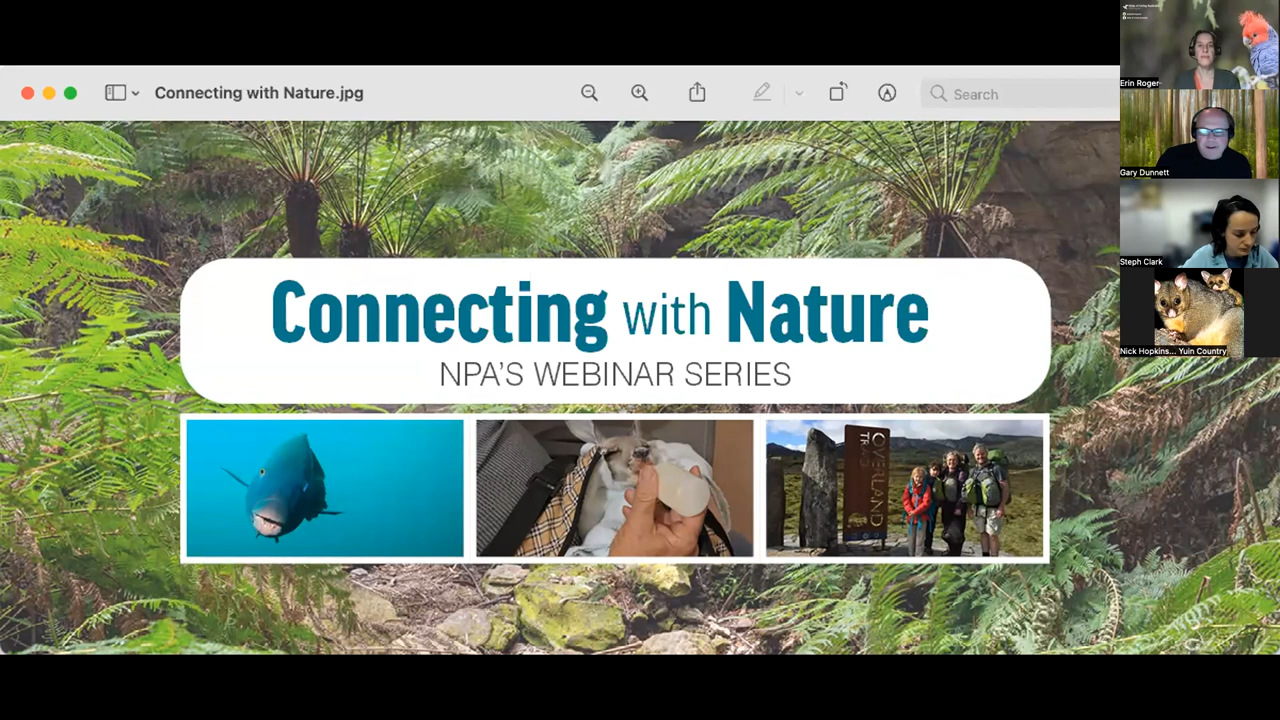 Connecting with Nature.jpg
Search
Connecting with Nature
NPA'S WEBINAR SERIES
OVERLAND
TR
Erin Roger
Gary Dunnett
Steph Clark
Nick Hopkins... Yuin Country